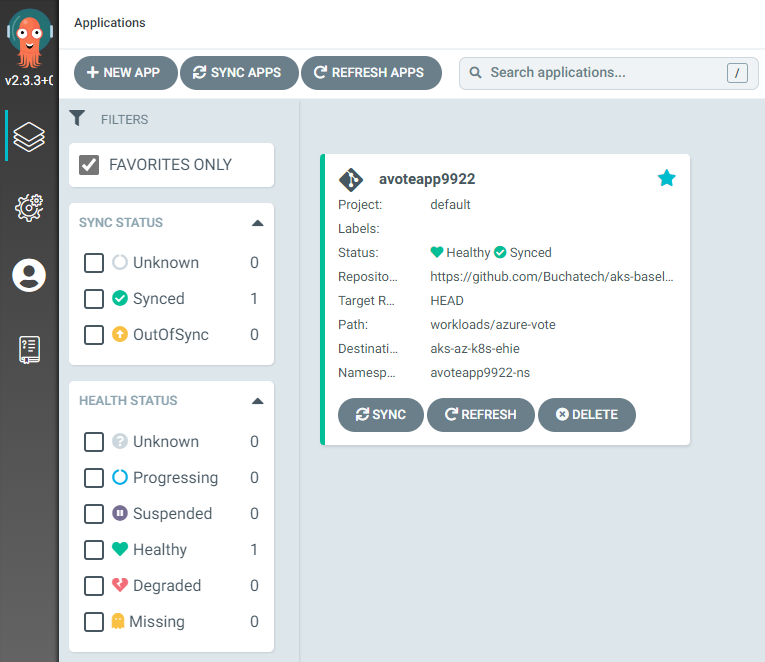 Applications
v2.3.3+0
NEW APP
SYNC APPS
REFRESH APPS
Search applications...
/
FILTERS
FAVORITES ONLY
SYNC STATUS
Unknown 0
Synced 1
OutOfSync 0
HEALTH STATUS
Unknown 0
Progressing 0
Suspended 0
Healthy 1
Degraded 0
Missing 0
avoteapp9922
Project: default
Labels:
Status: Healthy Synced
Reposito... https://github.com/Buchatech/aks-basel...
Target R... HEAD
Path: workloads/azure-vote
Destinati... aks-az-k8s-ehie
Namesp... avoteapp9922-ns
SYNC
REFRESH
DELETE